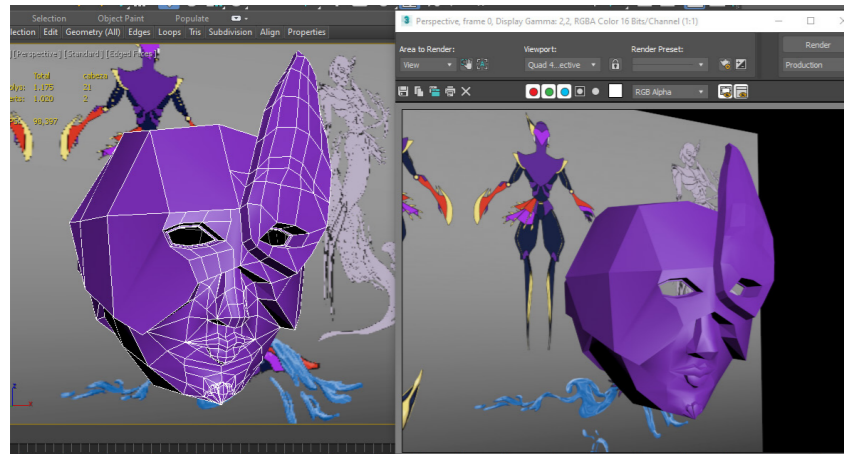 Selection Object Paint Populate
Edit Geometry (All) Edges Loops Tris Subdivision Align Properties
[Perspective] [Standard] [Edged Faces]
Total cabeza
1.175 21
1.020 2
98,397
x
Perspective, frame 0, Display Gamma: 2,2, RGBA Color 16 Bits/Channel (1:1)
Area to Render: Viewport: Render Preset: Render
View Quad 4...ective Production
RGB Alpha